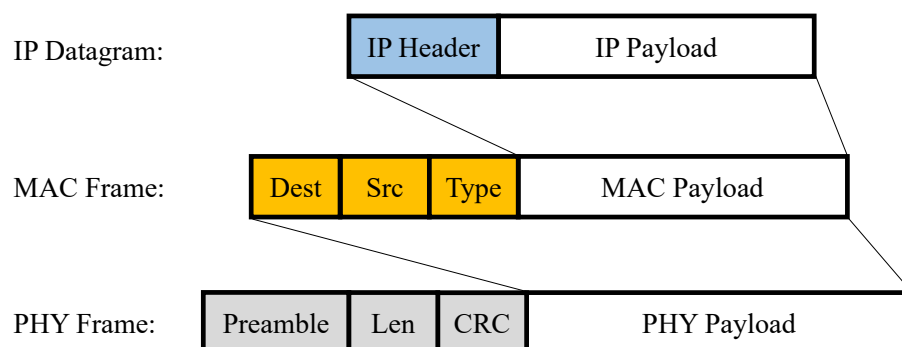 IP Datagram: IP Header IP Payload
MAC Frame: Dest Src Type MAC Payload
PHY Frame: Preamble Len CRC PHY Payload